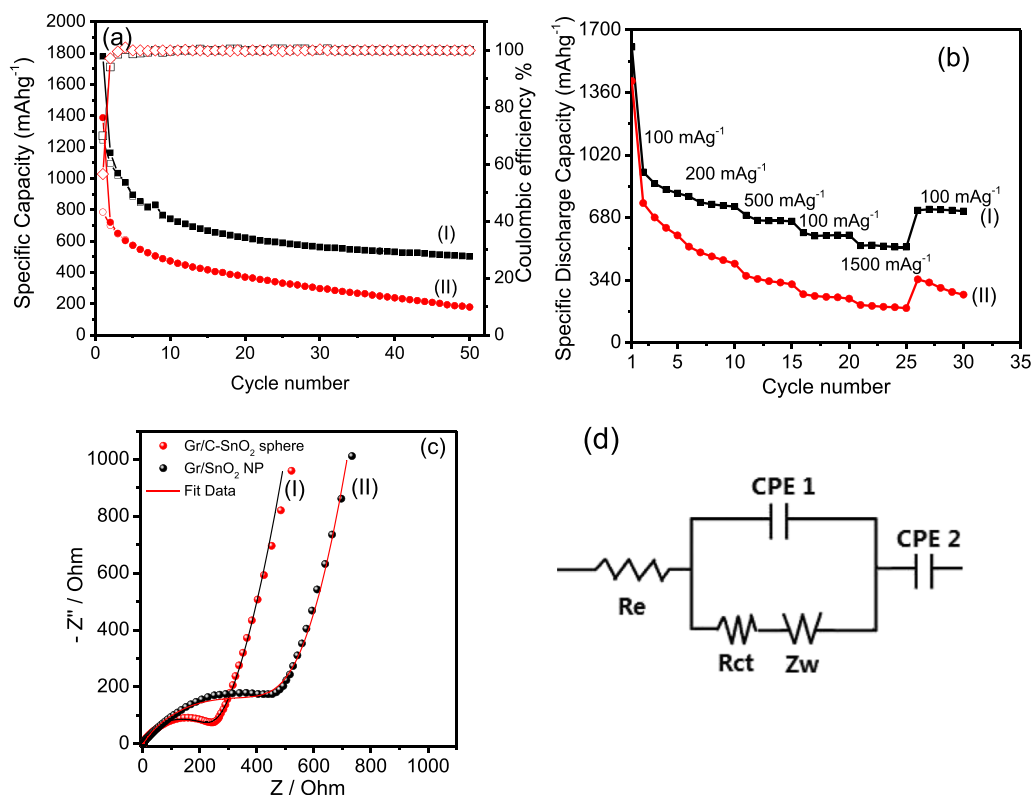 (a)
2000
1800
1600
1400
1200
1000
800
600
400
200
0
Specific Capacity (mAhg⁻¹)
0 10 20 30 40 50
Cycle number
100
80
60
40
20
0
Coulombic efficiency %
(I)
(II)
(b)
1700
1360
1020
680
340
0
Specific Discharge Capacity (mAhg⁻¹)
100 mAg⁻¹
200 mAg⁻¹
500 mAg⁻¹
100 mAg⁻¹
1500 mAg⁻¹
100 mAg⁻¹
(I)
(II)
1 5 10 15 20 25 30 35
Cycle number
(c)
Gr/C-SnO₂ sphere
Gr/SnO₂ NP
Fit Data
(I)
(II)
1000
800
600
400
200
0
- Z'' / Ohm
0 200 400 600 800 1000
Z / Ohm
(d)
CPE 1
CPE 2
Re
Rct Zw